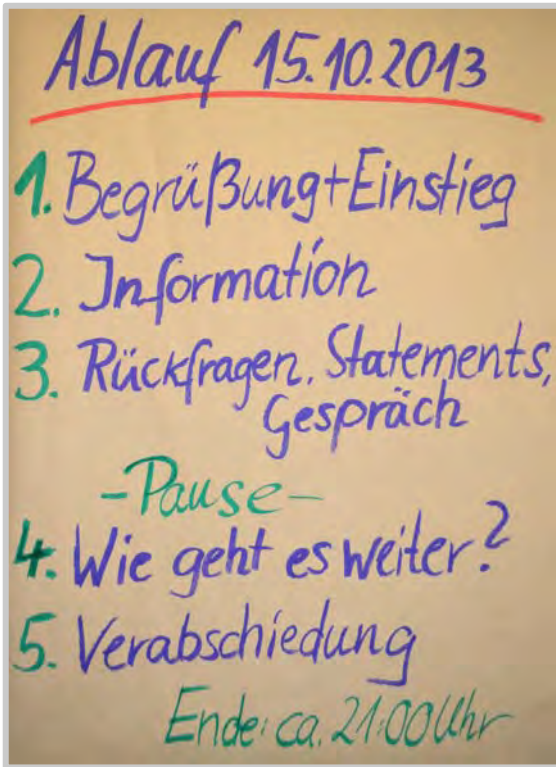 Ablauf 15.10.2013
1. Begrüßung+Einstieg
2. Information
3. Rückfragen, Statements,
Gespräch
-Pause-
4. Wie geht es weiter?
5. Verabschiedung
Ende: ca. 21:00 Uhr